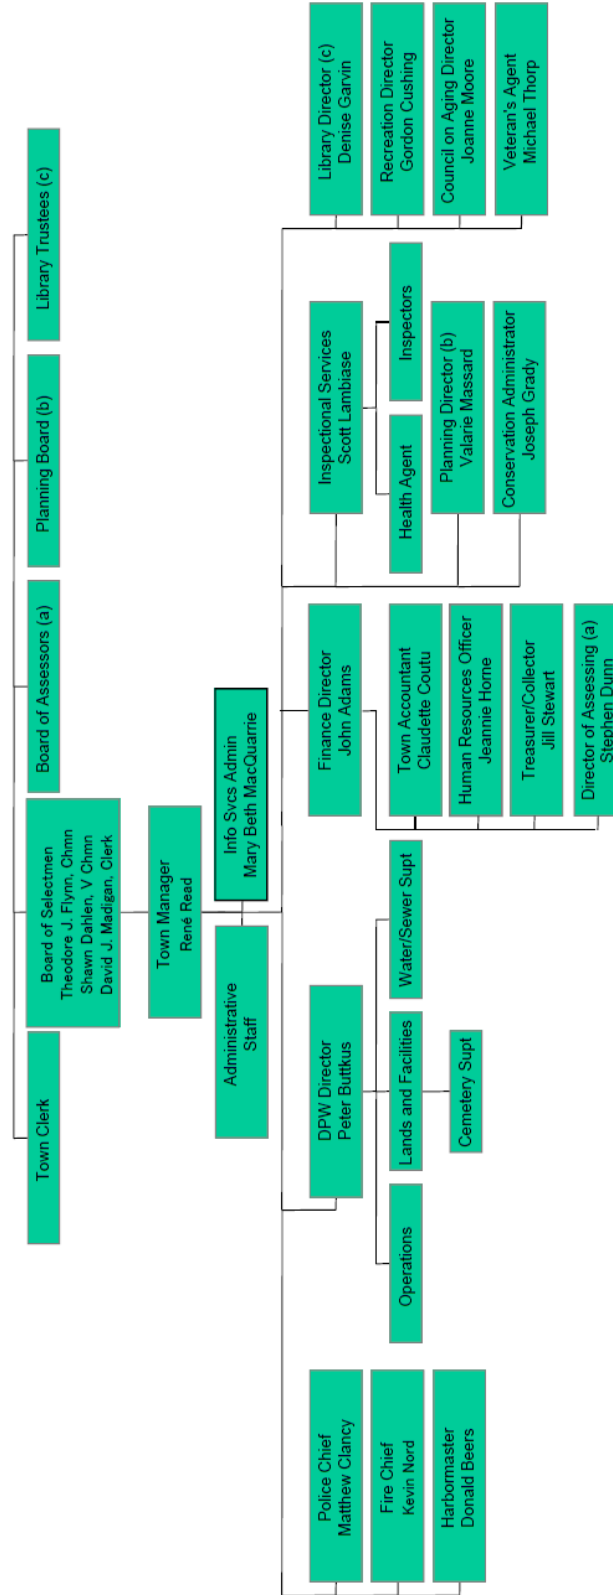 Town Clerk
Board of Selectmen
Theodore J. Flynn, Chmn
Shawn Dahlen, V Chmn
David J. Madigan, Clerk
Board of Assessors (a)
Planning Board (b)
Library Trustees (c)
Town Manager
René Read
Administrative
Staff
Info Svcs Admin
Mary Beth MacQuarrie
Police Chief
Matthew Clancy
Fire Chief
Kevin Nord
Harbormaster
Donald Beers
DPW Director
Peter Buttkus
Operations
Lands and Facilities
Water/Sewer Supt
Cemetery Supt
Finance Director
John Adams
Town Accountant
Claudette Coutu
Human Resources Officer
Jeannie Horne
Treasurer/Collector
Jill Stewart
Director of Assessing (a)
Stephen Dunn
Inspectional Services
Scott Lambiase
Health Agent
Inspectors
Planning Director (b)
Valarie Massard
Conservation Administrator
Joseph Grady
Library Director (c)
Denise Garvin
Recreation Director
Gordon Cushing
Council on Aging Director
Joanne Moore
Veteran's Agent
Michael Thorp